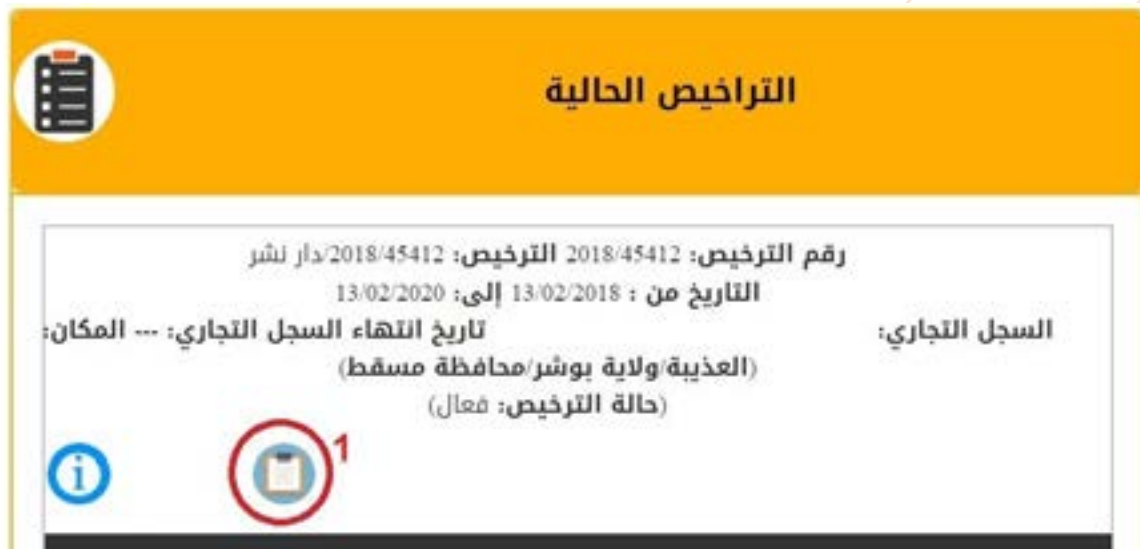 التراخيص الحالية
رقم الترخيص: 2018/45412 الترخيص: 2018/45412/دار نشر
التاريخ من : 13/02/2018 إلى: 13/02/2020
السجل التجاري: تاريخ انتهاء السجل التجاري: --- المكان:
(العذيبة/ولاية بوشر/محافظة مسقط)
(حالة الترخيص: فعال)
1
i